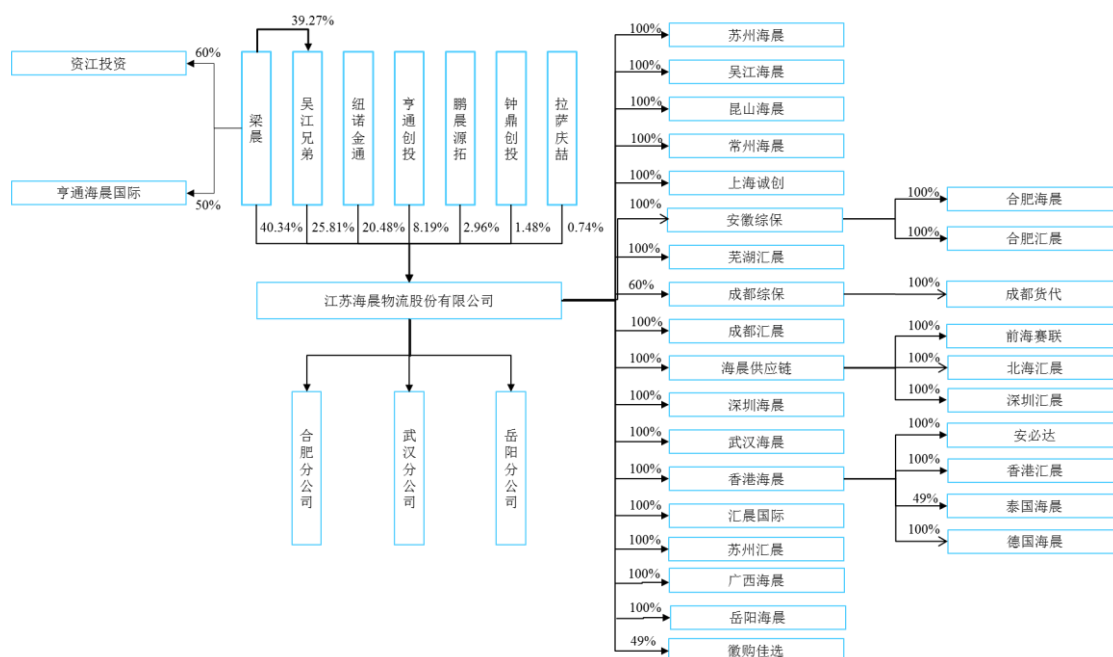 39.27%
资江投资
60%
亨通海晨国际
50%
梁晨
吴江兄弟
纽诺金通
亨通创投
鹏晨源拓
钟鼎创投
拉萨庆喆
40.34%
25.81%
20.48%
8.19%
2.96%
1.48%
0.74%
江苏海晨物流股份有限公司
合肥分公司
武汉分公司
岳阳分公司
100%
苏州海晨
100%
吴江海晨
100%
昆山海晨
100%
常州海晨
100%
上海诚创
100%
安徽综保
100%
合肥海晨
100%
合肥汇晨
100%
芜湖汇晨
60%
成都综保
100%
成都货代
100%
成都汇晨
100%
海晨供应链
100%
前海赛联
100%
北海汇晨
100%
深圳汇晨
100%
深圳海晨
100%
武汉海晨
100%
香港海晨
100%
安必达
100%
香港汇晨
49%
泰国海晨
100%
德国海晨
100%
汇晨国际
100%
苏州汇晨
100%
广西海晨
100%
岳阳海晨
49%
徽购佳选